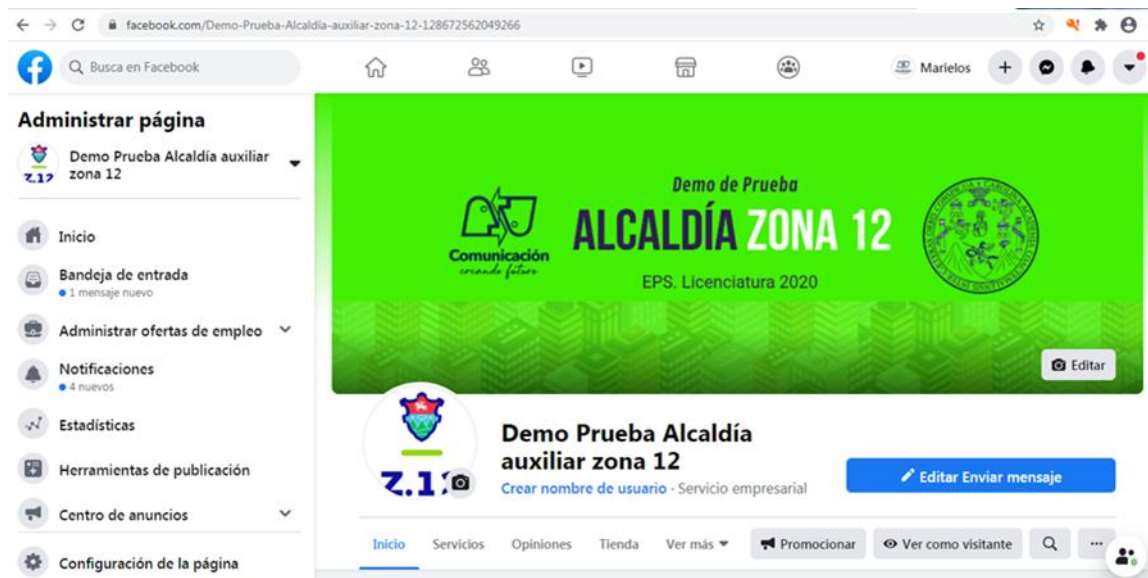 facebook.com/Demo-Prueba-Alcaldía-auxiliar-zona-12-128672562049266
Busca en Facebook
Marielos
Administrar página
Demo Prueba Alcaldía auxiliar
zona 12
Z.12
Inicio
Bandeja de entrada
1 mensaje nuevo
Administrar ofertas de empleo
Notificaciones
4 nuevos
Estadísticas
Herramientas de publicación
Centro de anuncios
Configuración de la página
Demo de Prueba
ALCALDÍA ZONA 12
EPS. Licenciatura 2020
Comunicación
creando futuro
Editar
Z.1
Demo Prueba Alcaldía
auxiliar zona 12
Crear nombre de usuario · Servicio empresarial
Editar Enviar mensaje
Inicio Servicios Opiniones Tienda Ver más Promocionar Ver como visitante ...